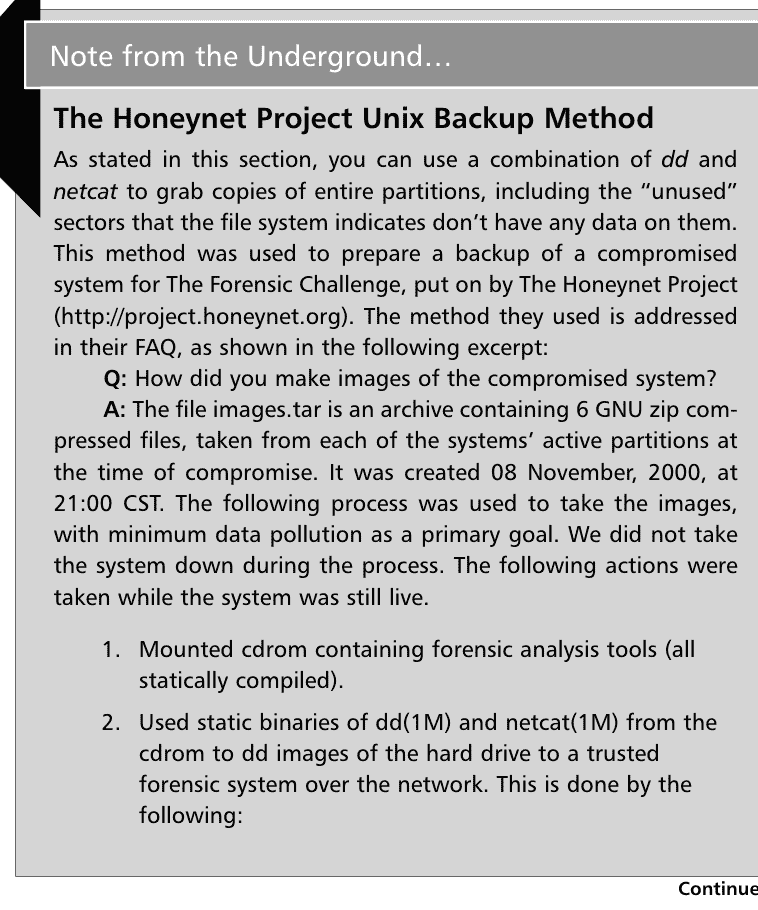 Note from the Underground…
The Honeynet Project Unix Backup Method
As stated in this section, you can use a combination of dd and
netcat to grab copies of entire partitions, including the “unused”
sectors that the file system indicates don’t have any data on them.
This method was used to prepare a backup of a compromised
system for The Forensic Challenge, put on by The Honeynet Project
(http://project.honeynet.org). The method they used is addressed
in their FAQ, as shown in the following excerpt:
Q: How did you make images of the compromised system?
A: The file images.tar is an archive containing 6 GNU zip com-
pressed files, taken from each of the systems’ active partitions at
the time of compromise. It was created 08 November, 2000, at
21:00 CST. The following process was used to take the images,
with minimum data pollution as a primary goal. We did not take
the system down during the process. The following actions were
taken while the system was still live.
1. Mounted cdrom containing forensic analysis tools (all
statically compiled).
2. Used static binaries of dd(1M) and netcat(1M) from the
cdrom to dd images of the hard drive to a trusted
forensic system over the network. This is done by the
following:
Continue